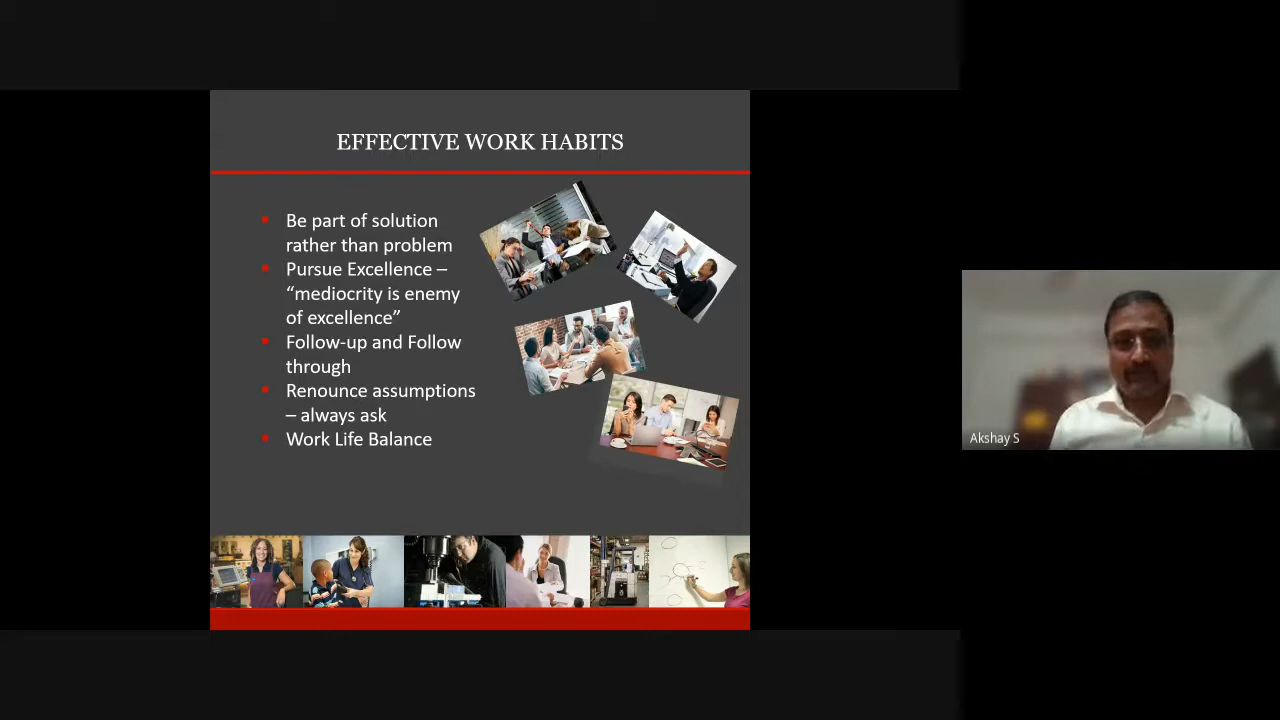 EFFECTIVE WORK HABITS
Be part of solution
rather than problem
Pursue Excellence –
“mediocrity is enemy
of excellence”
Follow-up and Follow
through
Renounce assumptions
– always ask
Work Life Balance
Akshay S